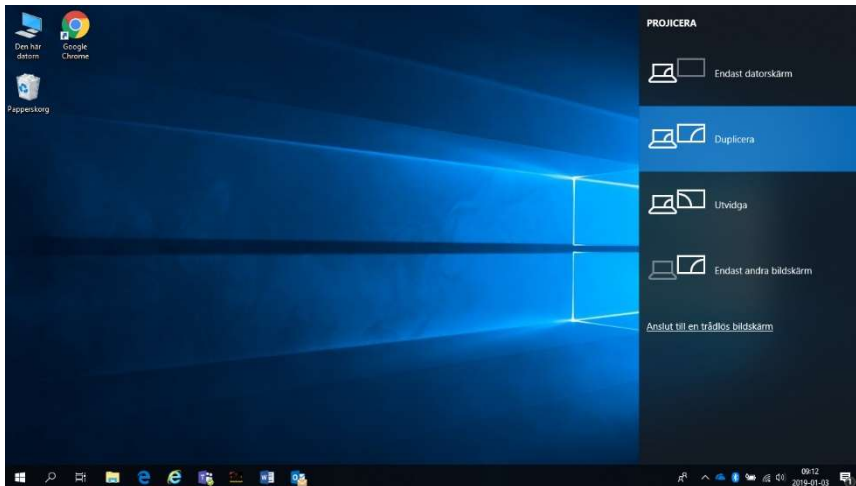 Den här
datorn
Google
Chrome
Papperskorg
PROJICERA
Endast datorskärm
Duplicera
Utvidga
Endast andra bildskärm
Anslut till en trådlös bildskärm
09:12
2019-01-03